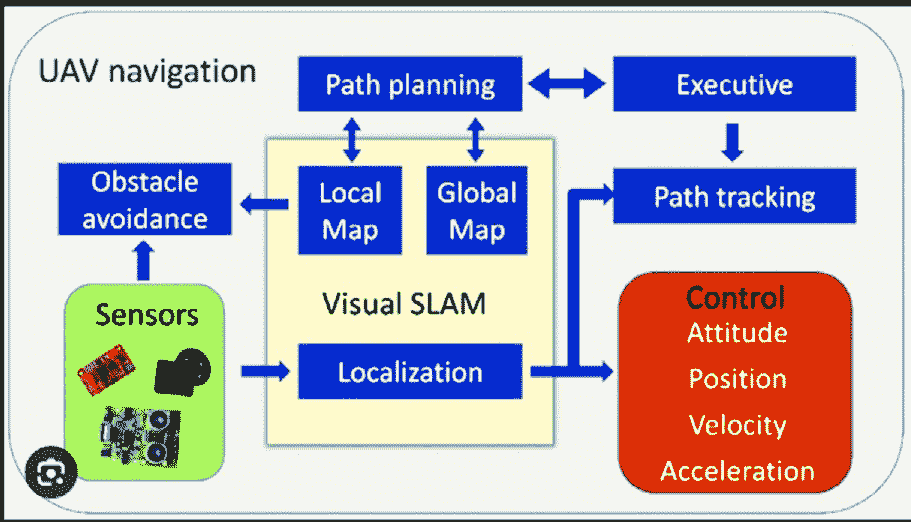 UAV navigation
Path planning
Executive
Obstacle
avoidance
Local
Map
Global
Map
Path tracking
Sensors
Visual SLAM
Localization
Control
Attitude
Position
Velocity
Acceleration